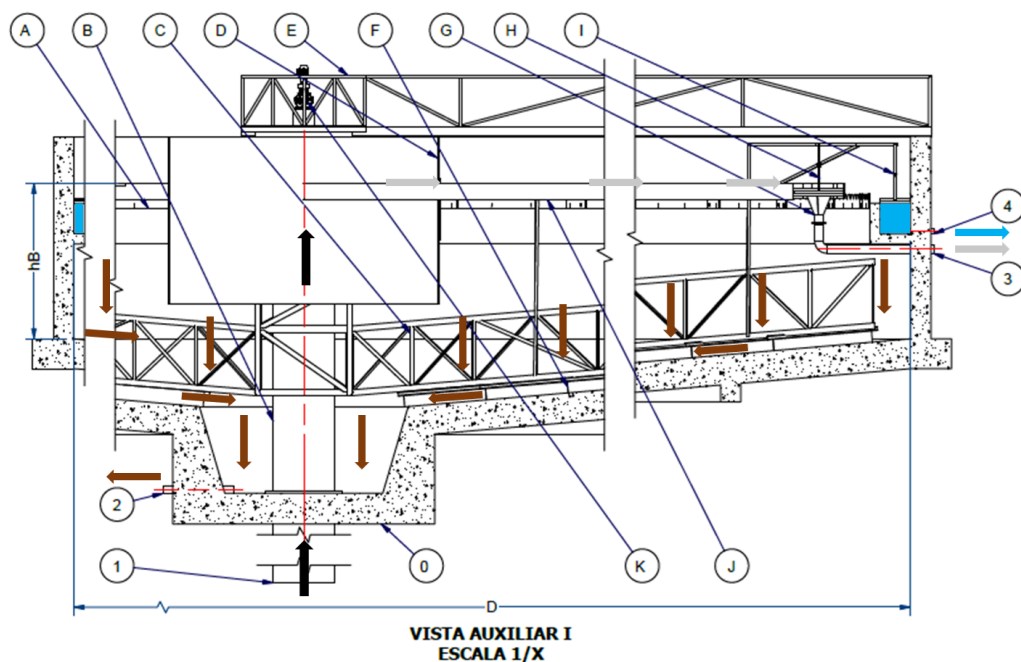 A B C D E F G H I
4
3
hB
2
1 0 K J
D
VISTA AUXILIAR I
ESCALA 1/X